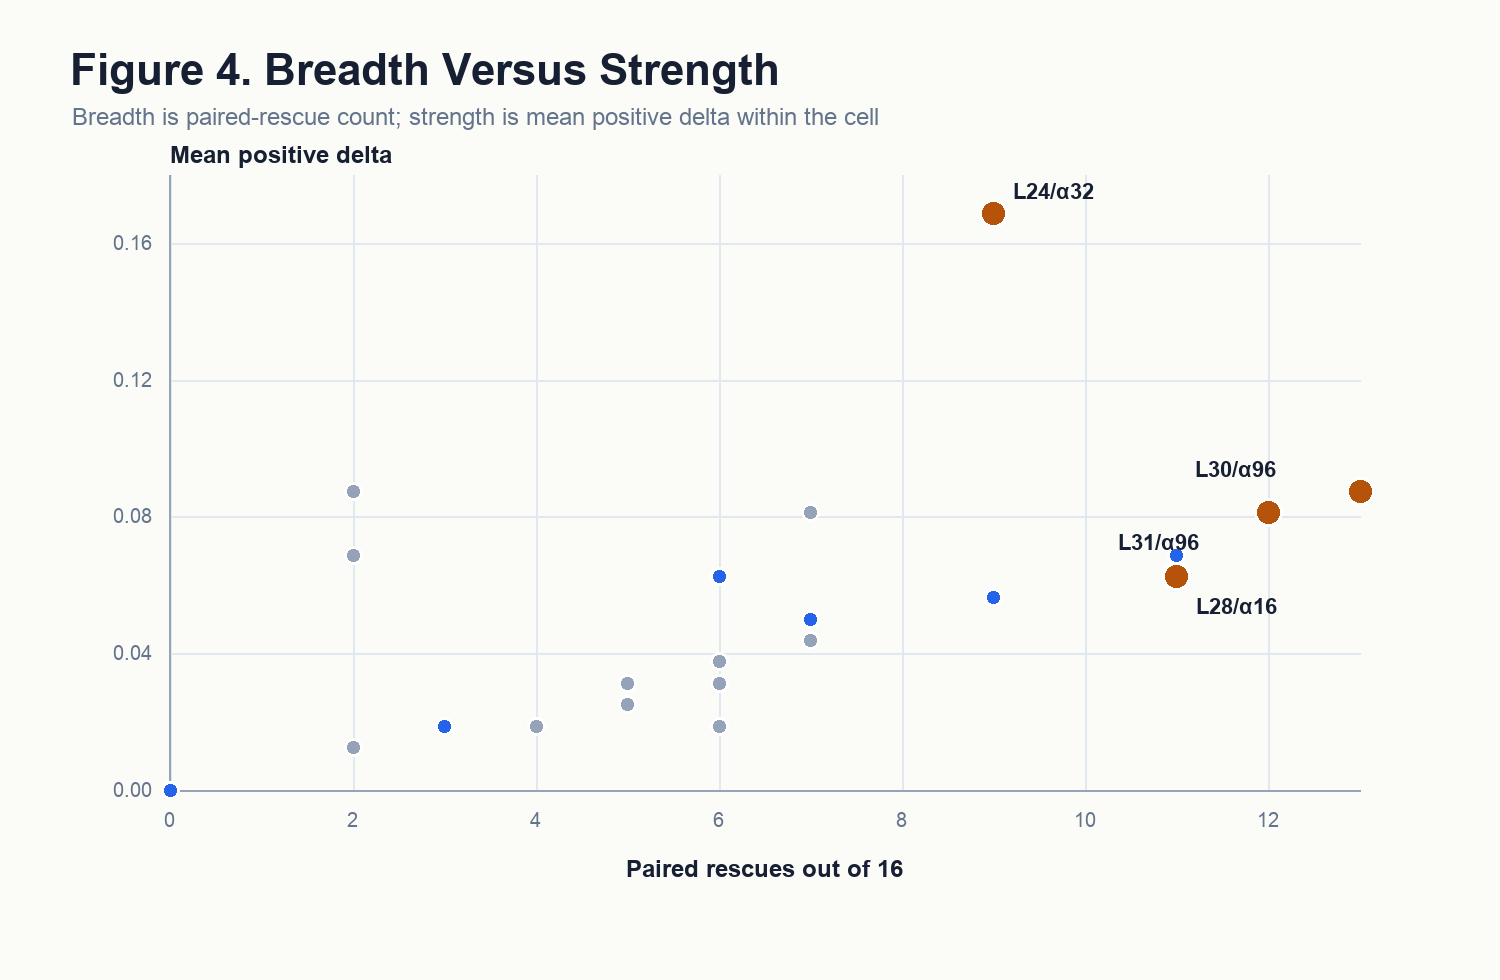 Figure 4. Breadth Versus Strength
Breadth is paired-rescue count; strength is mean positive delta within the cell
Mean positive delta
L24/α32
0.16
0.12
L30/α96
0.08
L31/α96
L28/α16
0.04
0.00
0 2 4 6 8 10 12
Paired rescues out of 16